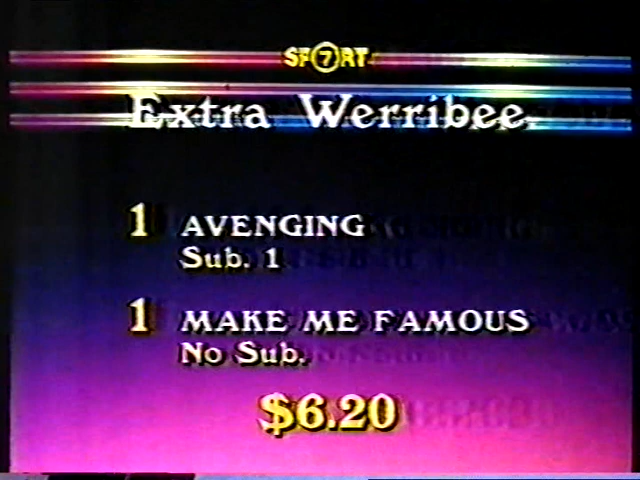 SP7RT
Extra Werribee.
1 AVENGING
Sub. 1
1 MAKE ME FAMOUS
No Sub.
$6.20